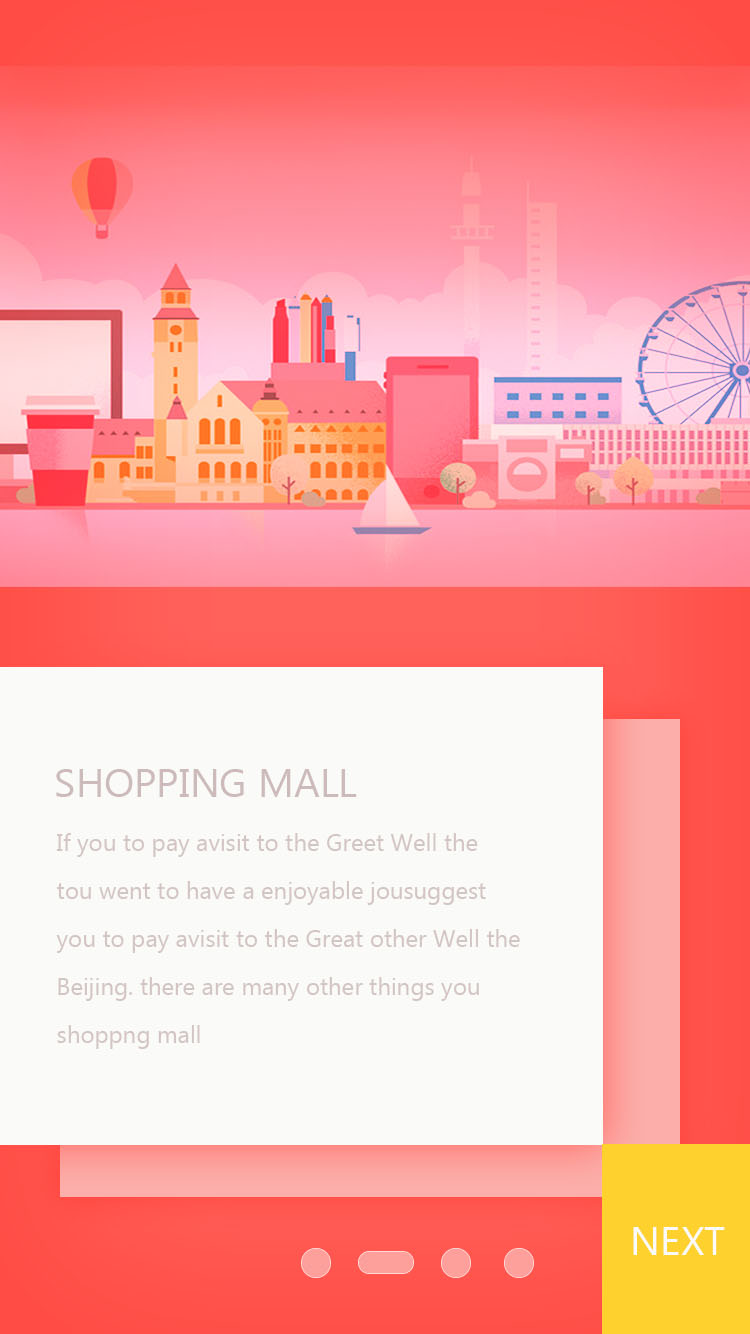 SHOPPING MALL
If you to pay avisit to the Greet Well the
tou went to have a enjoyable jousuggest
you to pay avisit to the Great other Well the
Beijing. there are many other things you
shoppng mall
NEXT